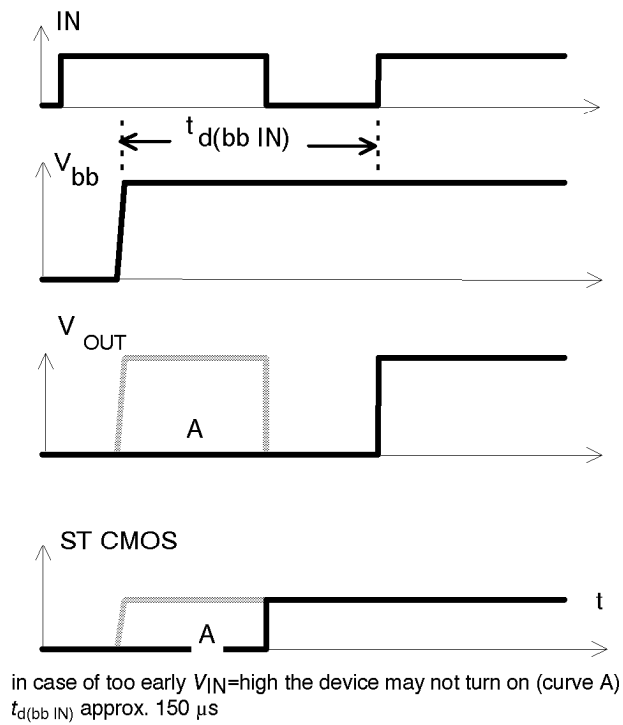 IN
t d(bb IN)
V bb
V OUT
A
ST CMOS
t
A
in case of too early VIN=high the device may not turn on (curve A)
td(bb IN) approx. 150 µs